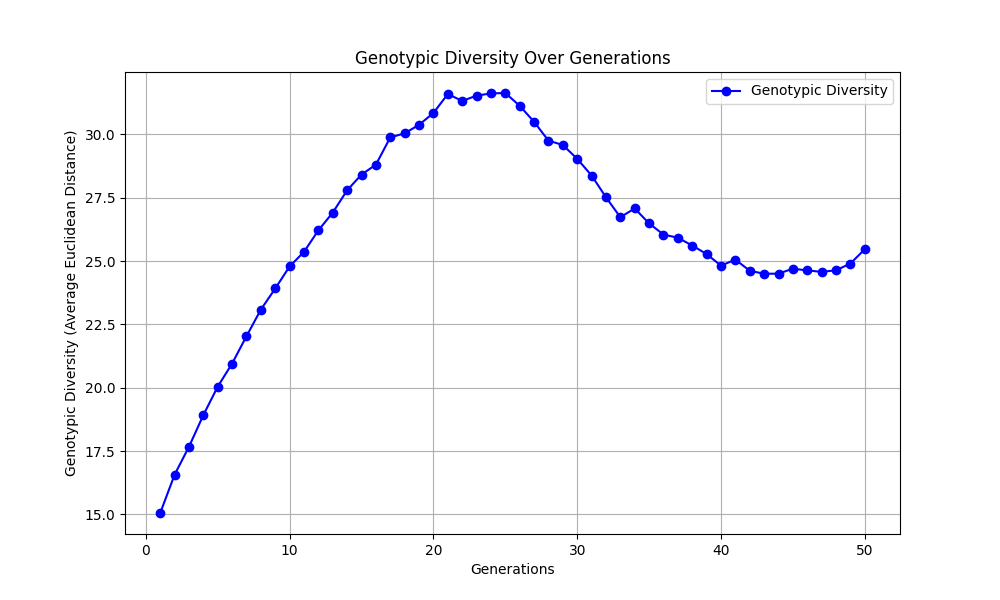 Genotypic Diversity Over Generations
Genotypic Diversity
Genotypic Diversity (Average Euclidean Distance)
30.0
27.5
25.0
22.5
20.0
17.5
15.0
0 10 20 30 40 50
Generations